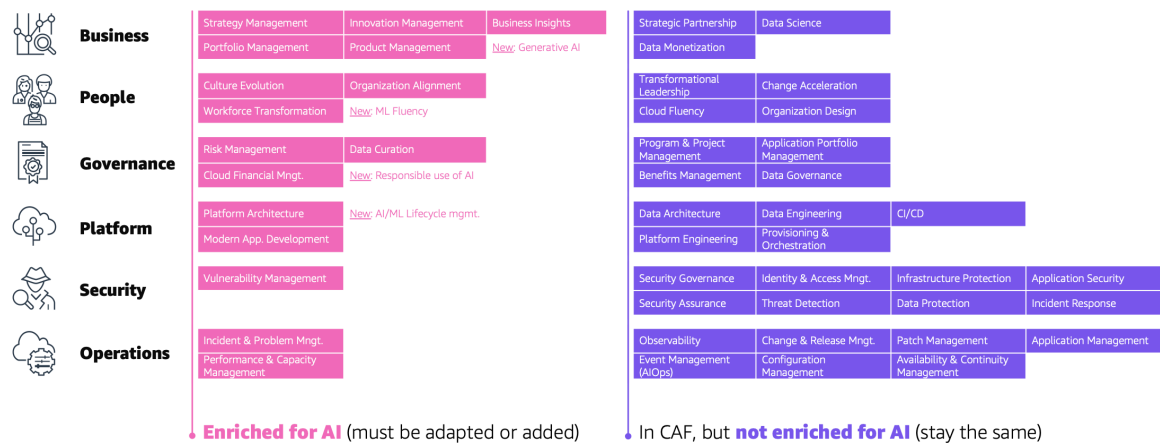 Business
Strategy Management
Innovation Management
Business Insights
Portfolio Management
Product Management
New: Generative AI
Strategic Partnership
Data Science
Data Monetization
People
Culture Evolution
Organization Alignment
Workforce Transformation
New: ML Fluency
Transformational
Leadership
Change Acceleration
Cloud Fluency
Organization Design
Governance
Risk Management
Data Curation
Cloud Financial Mngt.
New: Responsible use of AI
Program & Project
Management
Application Portfolio
Management
Benefits Management
Data Governance
Platform
Platform Architecture
New: AI/ML Lifecycle mgmt.
Modern App. Development
Data Architecture
Data Engineering
CI/CD
Platform Engineering
Provisioning &
Orchestration
Security
Vulnerability Management
Security Governance
Identity & Access Mngt.
Infrastructure Protection
Application Security
Security Assurance
Threat Detection
Data Protection
Incident Response
Operations
Incident & Problem Mngt.
Performance & Capacity
Management
Observability
Change & Release Mngt.
Patch Management
Application Management
Event Management
(AIOps)
Configuration
Management
Availability & Continuity
Management
Enriched for AI (must be adapted or added)
In CAF, but not enriched for AI (stay the same)